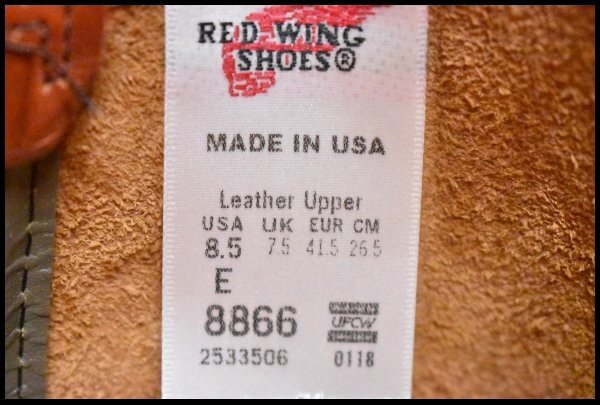 RED WING
SHOES®
MADE IN USA
Leather Upper
USA UK EUR CM
8.5 7.5 41.5 26.5
E
8866 UFCW
2533506 0118